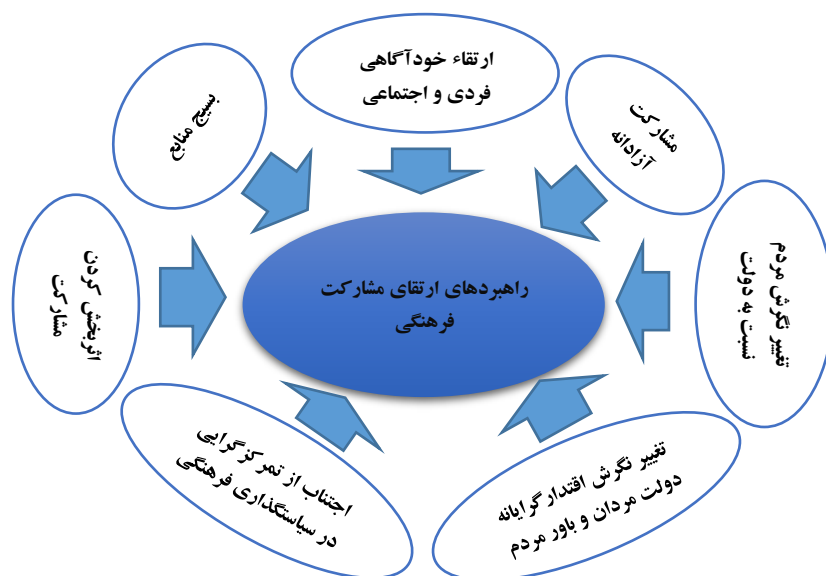 ارتقاء خودآگاهی
فردی و اجتماعی
مشارکت
آزادانه
تغییر نگرش مردم
نسبت به دولت
تغییر نگرش اقتدارگرایانه
دولت مردان و باور مردم
اجتناب از تمرکزگرایی
در سیاستگذاری فرهنگی
اثربخش کردن
مشارکت
بسیج منابع
راهبردهای ارتقای مشارکت
فرهنگی